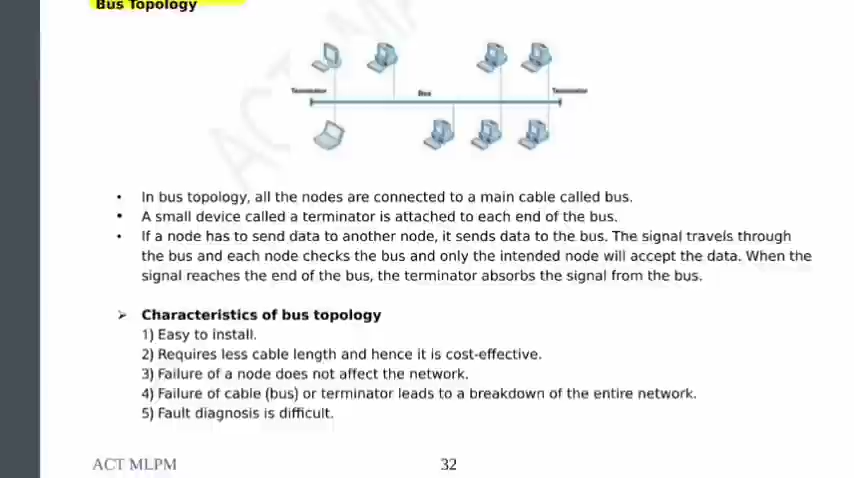 Bus Topology
Terminator
Bus
Terminator
• In bus topology, all the nodes are connected to a main cable called bus.
• A small device called a terminator is attached to each end of the bus.
• If a node has to send data to another node, it sends data to the bus. The signal travels through
the bus and each node checks the bus and only the intended node will accept the data. When the
signal reaches the end of the bus, the terminator absorbs the signal from the bus.
➢ Characteristics of bus topology
1) Easy to install.
2) Requires less cable length and hence it is cost-effective.
3) Failure of a node does not affect the network.
4) Failure of cable (bus) or terminator leads to a breakdown of the entire network.
5) Fault diagnosis is difficult.
ACT MLPM 32